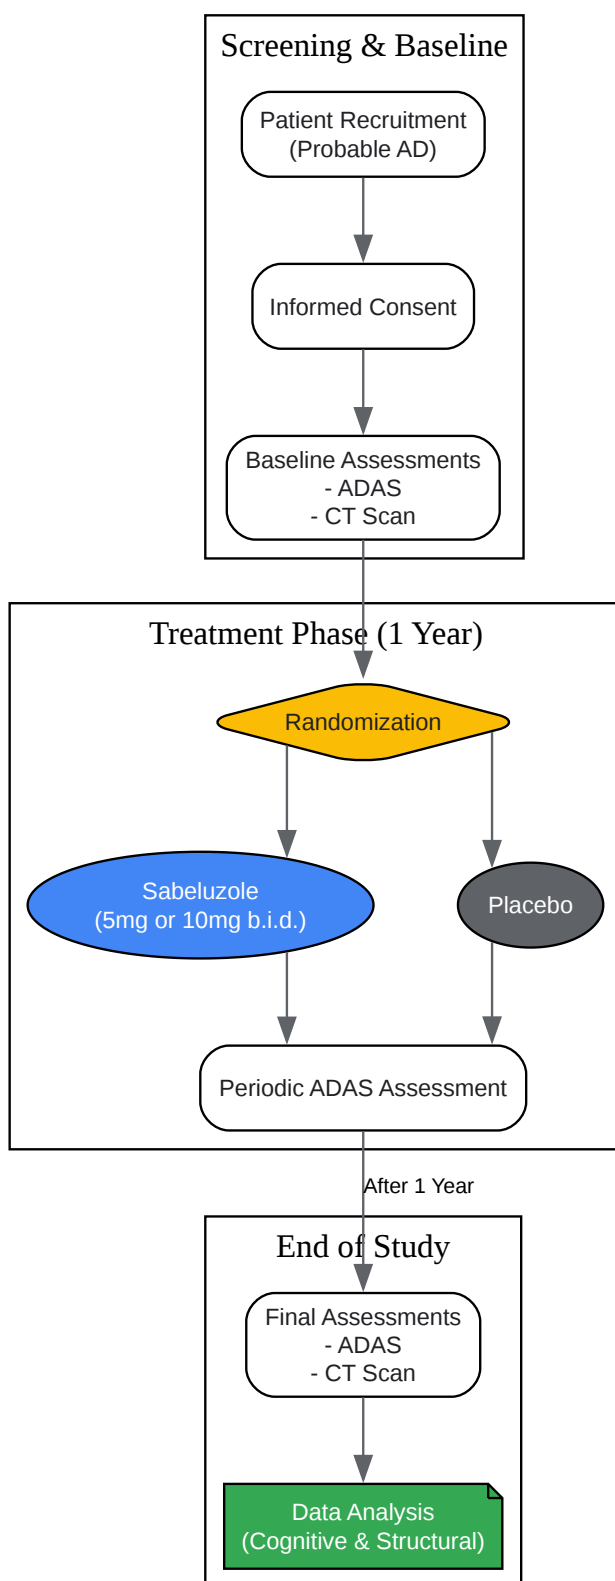 Screening & Baseline
Patient Recruitment
(Probable AD)
Informed Consent
Baseline Assessments
- ADAS
- CT Scan
Treatment Phase (1 Year)
Randomization
Sabeluzole
(5mg or 10mg b.i.d.)
Placebo
Periodic ADAS Assessment
After 1 Year
End of Study
Final Assessments
- ADAS
- CT Scan
Data Analysis
(Cognitive & Structural)